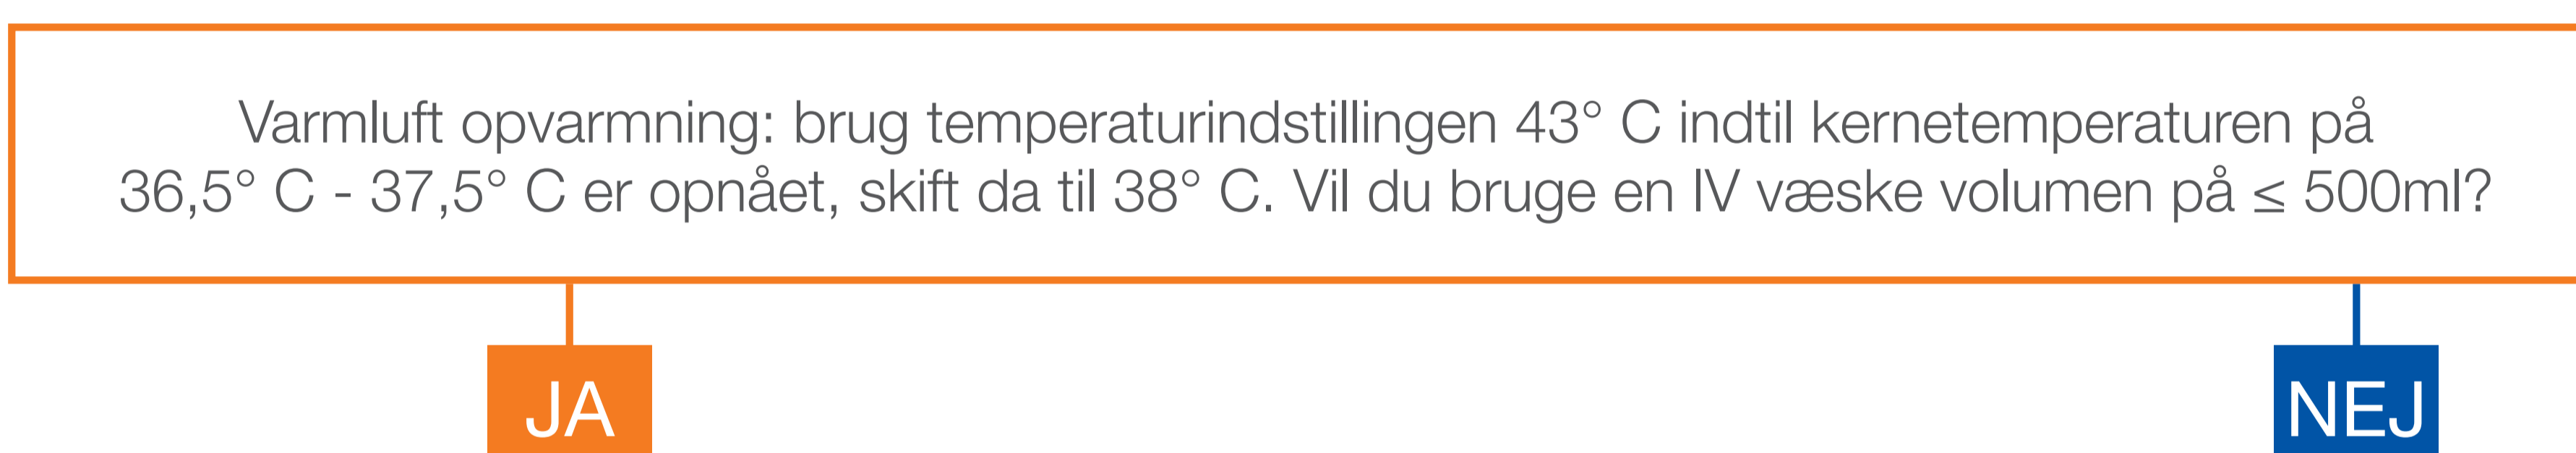 Varmluft opvarmning: brug temperaturindstillingen 43° C indtil kernetemperaturen på
36,5° C - 37,5° C er opnået, skift da til 38° C. Vil du bruge en IV væske volumen på ≤ 500ml?
JA
NEJ